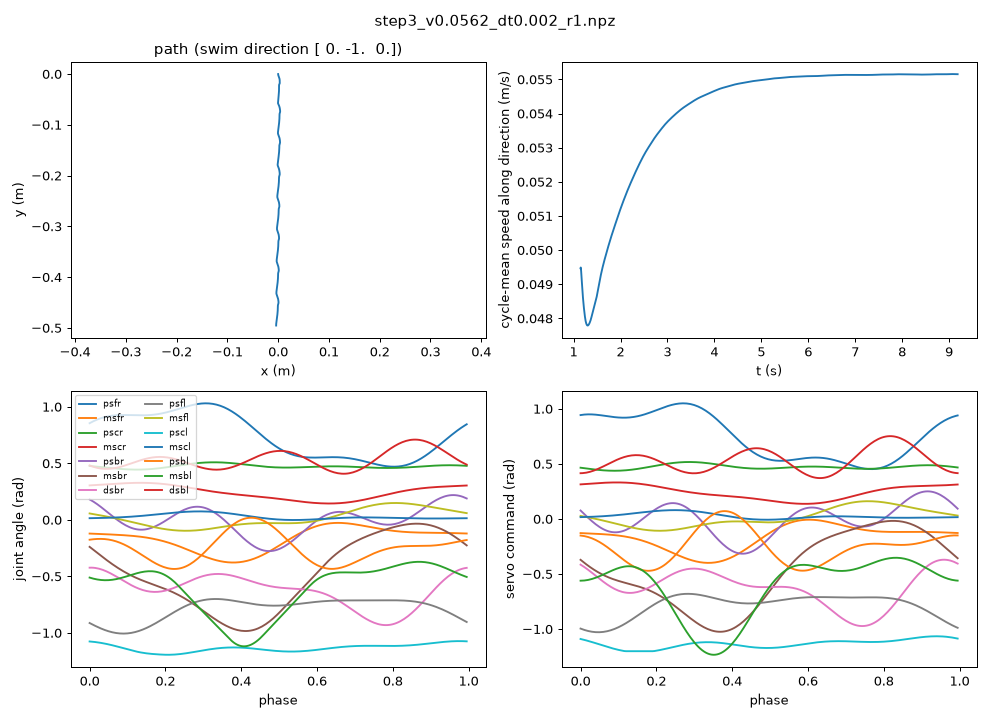 step3_v0.0562_dt0.002_r1.npz
path (swim direction [ 0. -1.  0.])
0.0
−0.1
−0.2
−0.3
−0.4
−0.5
y (m)
−0.4 −0.3 −0.2 −0.1 0.0 0.1 0.2 0.3 0.4
x (m)
0.055
0.054
0.053
0.052
0.051
0.050
0.049
0.048
cycle-mean speed along direction (m/s)
1 2 3 4 5 6 7 8 9
t (s)
1.0
0.5
0.0
−0.5
−1.0
joint angle (rad)
psfr psfl
msfr msfl
pscr pscl
mscr mscl
psbr psbl
msbr msbl
dsbr dsbl
0.0 0.2 0.4 0.6 0.8 1.0
phase
1.0
0.5
0.0
−0.5
−1.0
servo command (rad)
0.0 0.2 0.4 0.6 0.8 1.0
phase